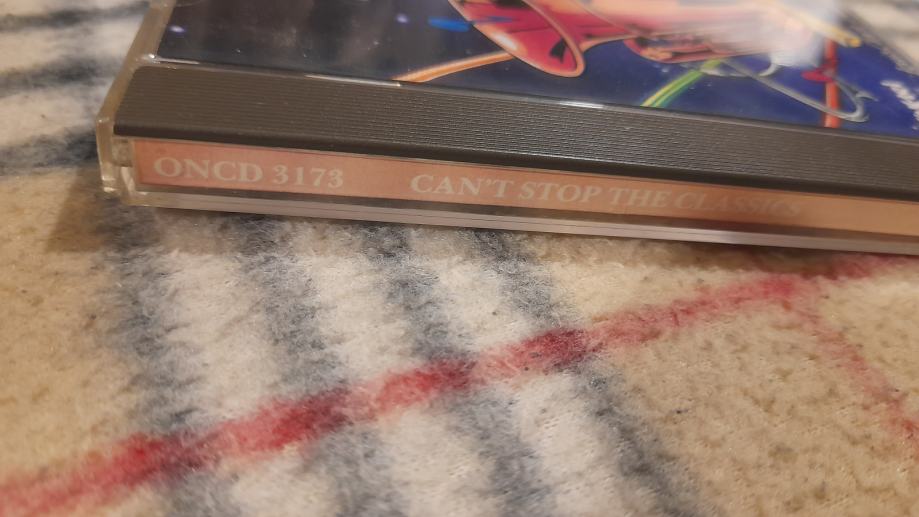 ONCD 3173 CAN'T STOP THE CLASSICS